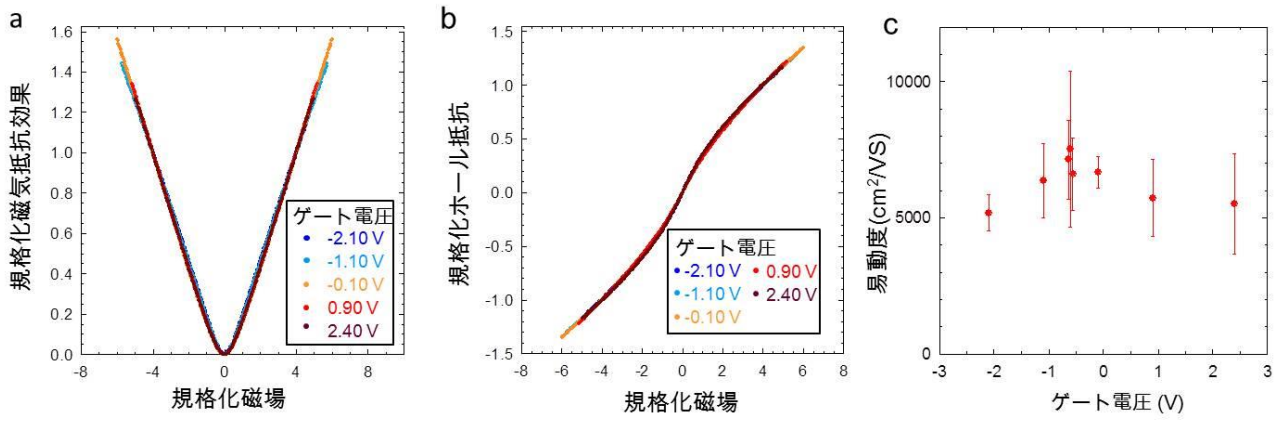 a
規格化磁気抵抗効果
1.6
1.4
1.2
1.0
0.8
0.6
0.4
0.2
0.0
-8 -4 0 4 8
規格化磁場
ゲート電圧
-2.10 V
-1.10 V
-0.10 V
0.90 V
2.40 V
b
規格化ホール抵抗
1.5
1.0
0.5
0.0
-0.5
-1.0
-1.5
-8 -6 -4 -2 0 2 4 6 8
規格化磁場
ゲート電圧
-2.10 V 0.90 V
-1.10 V 2.40 V
-0.10 V
c
易動度(cm²/VS)
10000
5000
0
-3 -2 -1 0 1 2 3
ゲート電圧 (V)